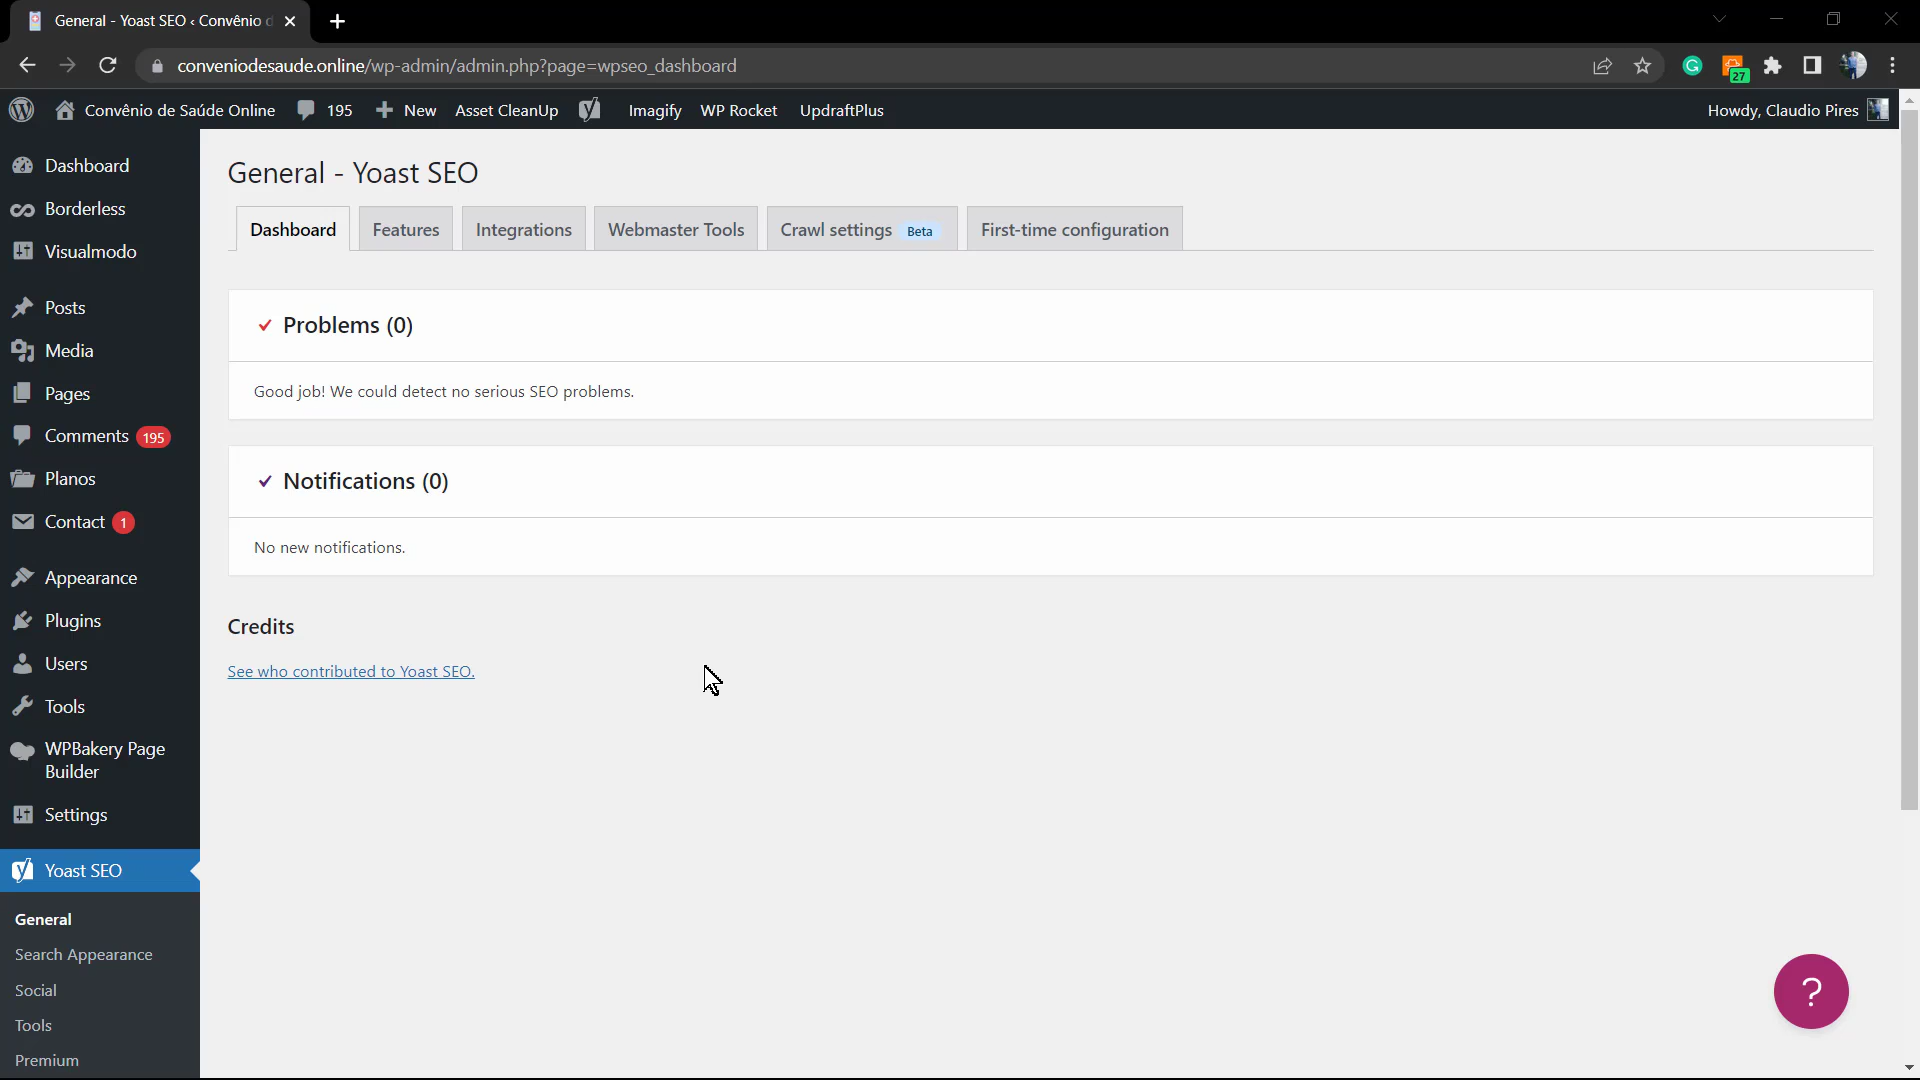 General - Yoast SEO ‹ Convênio d
conveniodesaude.online/wp-admin/admin.php?page=wpseo_dashboard
27
Convênio de Saúde Online
195
New
Asset CleanUp
Imagify
WP Rocket
UpdraftPlus
Howdy, Claudio Pires
Dashboard
Borderless
Visualmodo
Posts
Media
Pages
Comments 195
Planos
Contact 1
Appearance
Plugins
Users
Tools
WPBakery Page
Builder
Settings
Yoast SEO
General
Search Appearance
Social
Tools
Premium
General - Yoast SEO
Dashboard
Features
Integrations
Webmaster Tools
Crawl settings Beta
First-time configuration
Problems (0)
Good job! We could detect no serious SEO problems.
Notifications (0)
No new notifications.
Credits
See who contributed to Yoast SEO.
?